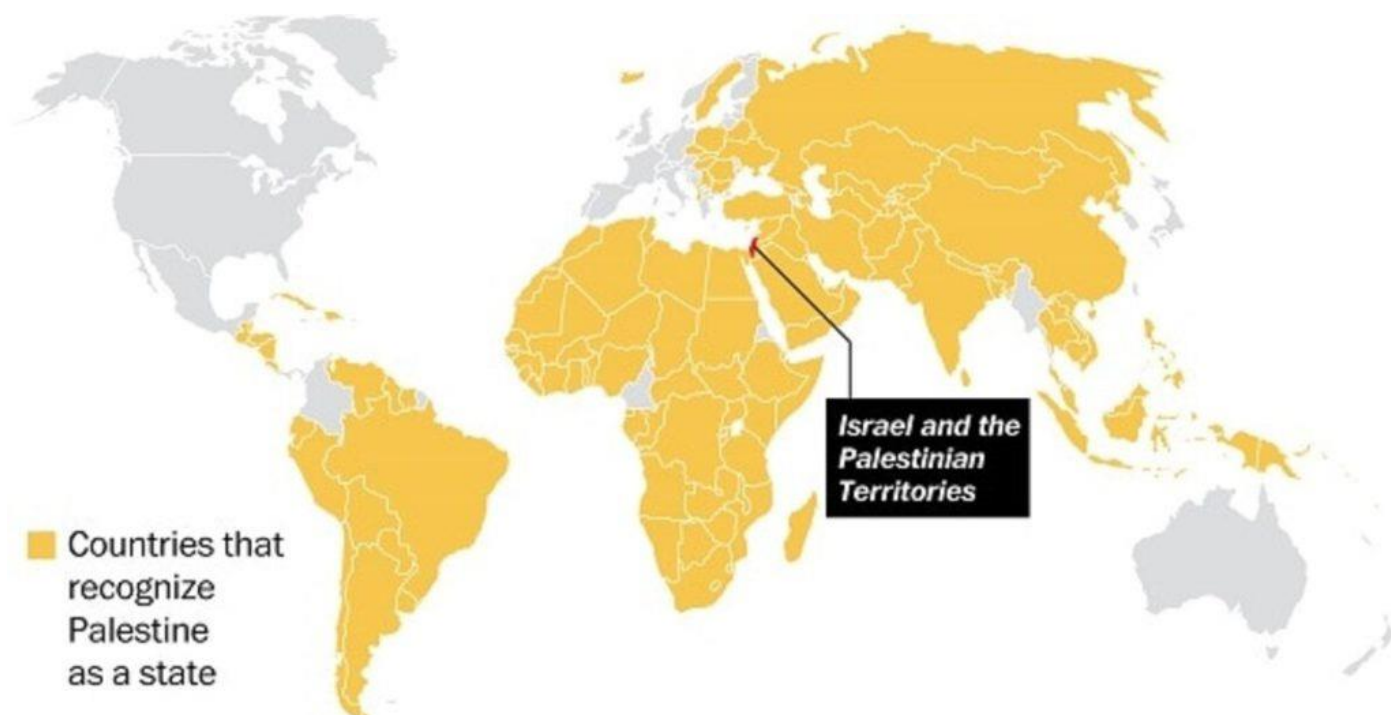 Israel and the
Palestinian
Territories
Countries that
recognize
Palestine
as a state